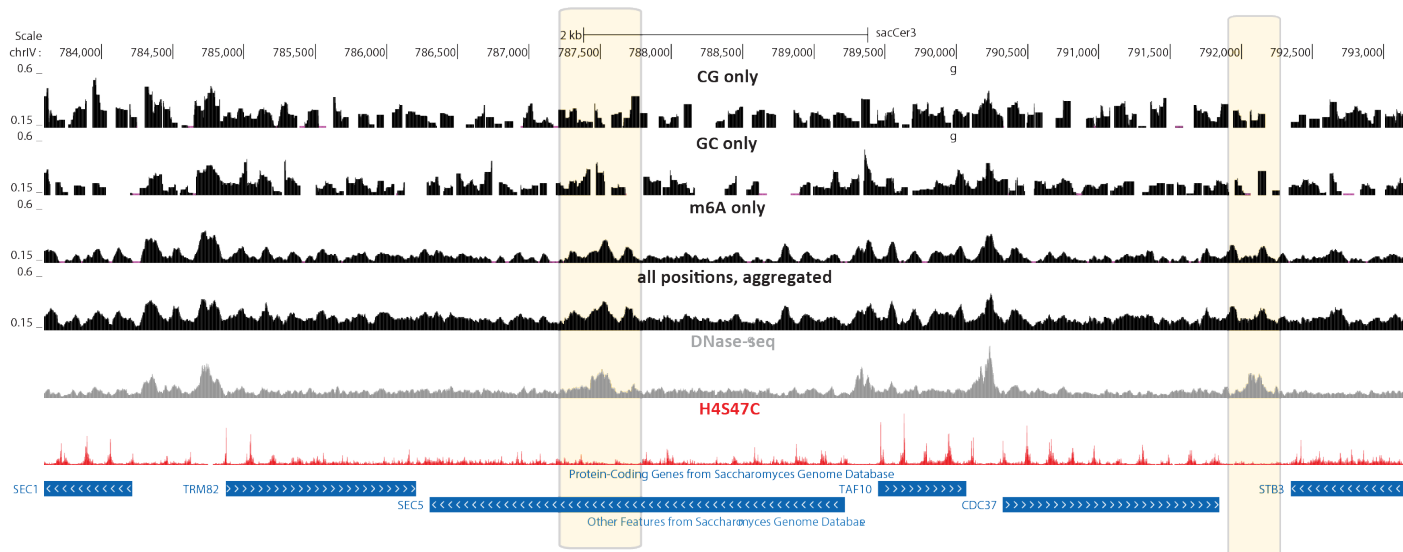 Scale 2 kb sacCer3
chrIV: 784,000 784,500 785,000 785,500 786,000 786,500 787,000 787,500 788,000 788,500 789,000 789,500 790,000 790,500 791,000 791,500 792,000 792,500 793,000
0.6 _ g
CG only
0.15 _
0.6 _ g
GC only
0.15 _
0.6 _ m6A only
0.15 _
0.6 _ all positions, aggregated
0.15 _
DNase-seq
H4S47C
Protein-Coding Genes from Saccharomyces Genome Database
SEC1 TRM82 TAF10 STB3
SEC5 CDC37
Other Features from Saccharomyces Genome Database